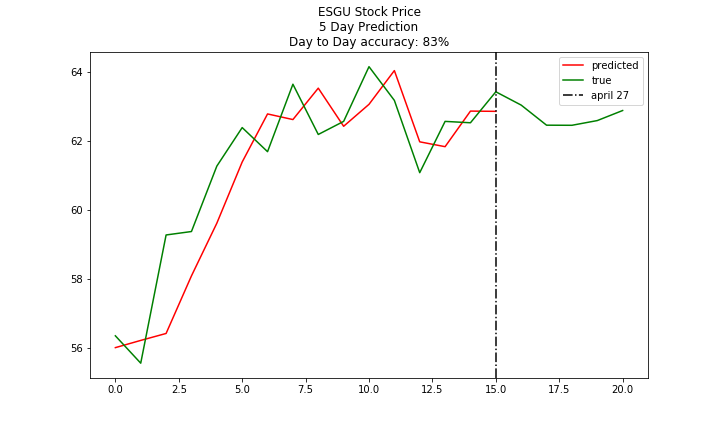 ESGU Stock Price
5 Day Prediction
Day to Day accuracy: 83%
predicted
true
april 27
64
62
60
58
56
0.0 2.5 5.0 7.5 10.0 12.5 15.0 17.5 20.0